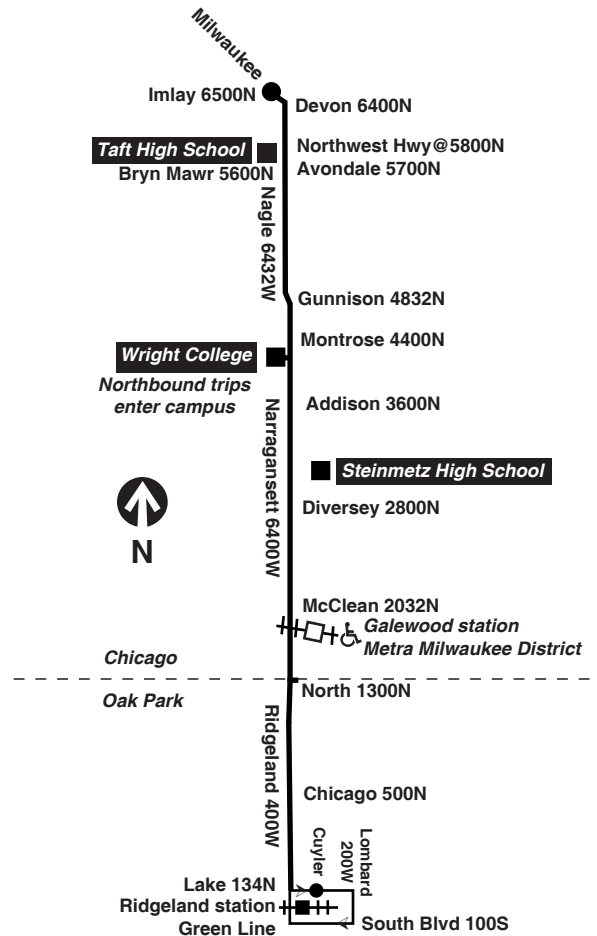 Milwaukee
Imlay 6500N
Devon 6400N
Taft High School
Northwest Hwy@5800N
Bryn Mawr 5600N
Avondale 5700N
Nagle 6432W
Gunnison 4832N
Montrose 4400N
Wright College
Northbound trips
enter campus
Addison 3600N
Narragansett 6400W
Steinmetz High School
Diversey 2800N
N
McClean 2032N
Galewood station
Metra Milwaukee District
Chicago
Oak Park
North 1300N
Ridgeland 400W
Chicago 500N
Cuyler
Lombard
200W
Lake 134N
Ridgeland station
Green Line
South Blvd 100S